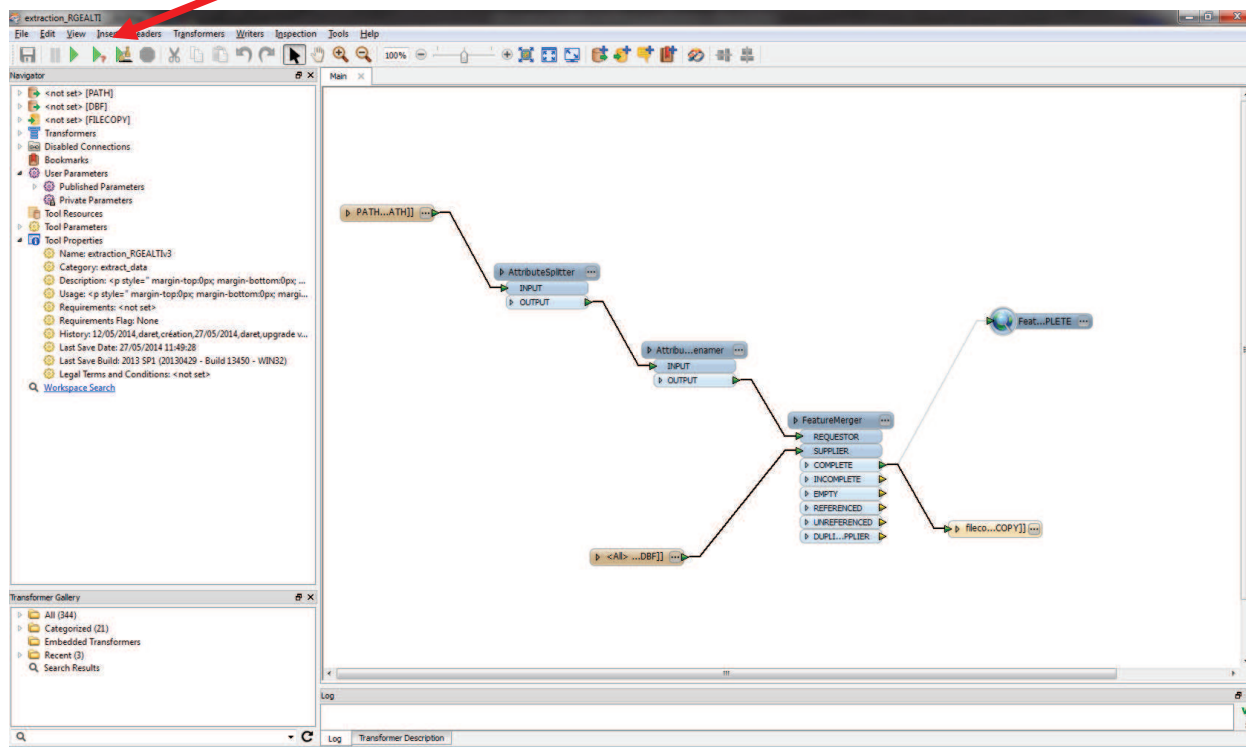 extraction_RGEALTI
File Edit View Inse Readers Transformers Writers Inspection Tools Help
100%
Navigator
Main
<not set> [PATH]
<not set> [DBF]
<not set> [FILECOPY]
Transformers
Disabled Connections
Bookmarks
User Parameters
Published Parameters
Private Parameters
Tool Resources
Tool Parameters
Tool Properties
Name: extraction_RGEALTIv3
Category: extract_data
Description: <p style=" margin-top:0px; margin-bottom:0px; ...
Usage: <p style=" margin-top:0px; margin-bottom:0px; margi...
Requirements: <not set>
Requirements Flag: None
History: 12/05/2014,daret,création,27/05/2014,daret,upgrade v...
Last Save Date: 27/05/2014 11:49:28
Last Save Build: 2013 SP1 (20130429 - Build 13450 - WIN32)
Legal Terms and Conditions: <not set>
Workspace Search
PATH...ATH]]
AttributeSplitter
INPUT
OUTPUT
Attribu...enamer
INPUT
OUTPUT
Feat...PLETE
FeatureMerger
REQUESTOR
SUPPLIER
COMPLETE
INCOMPLETE
EMPTY
REFERENCED
UNREFERENCED
DUPLI...PPLIER
fileco...COPY]]
<All> ...DBF]]
Transformer Gallery
All (344)
Categorized (21)
Embedded Transformers
Recent (3)
Search Results
Log
Log Transformer Description